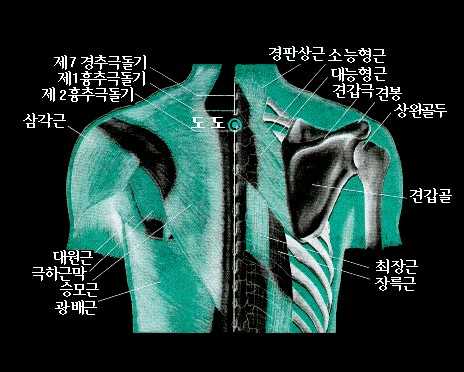 제7 경추극돌기
제1흉추극돌기
제2흉추극돌기
삼각근
도 도
경판상근 소능형근
대능형근
견갑극 견봉
상완골두
견갑골
대원근
극하근막
승모근
광배근
최장근
장륵근